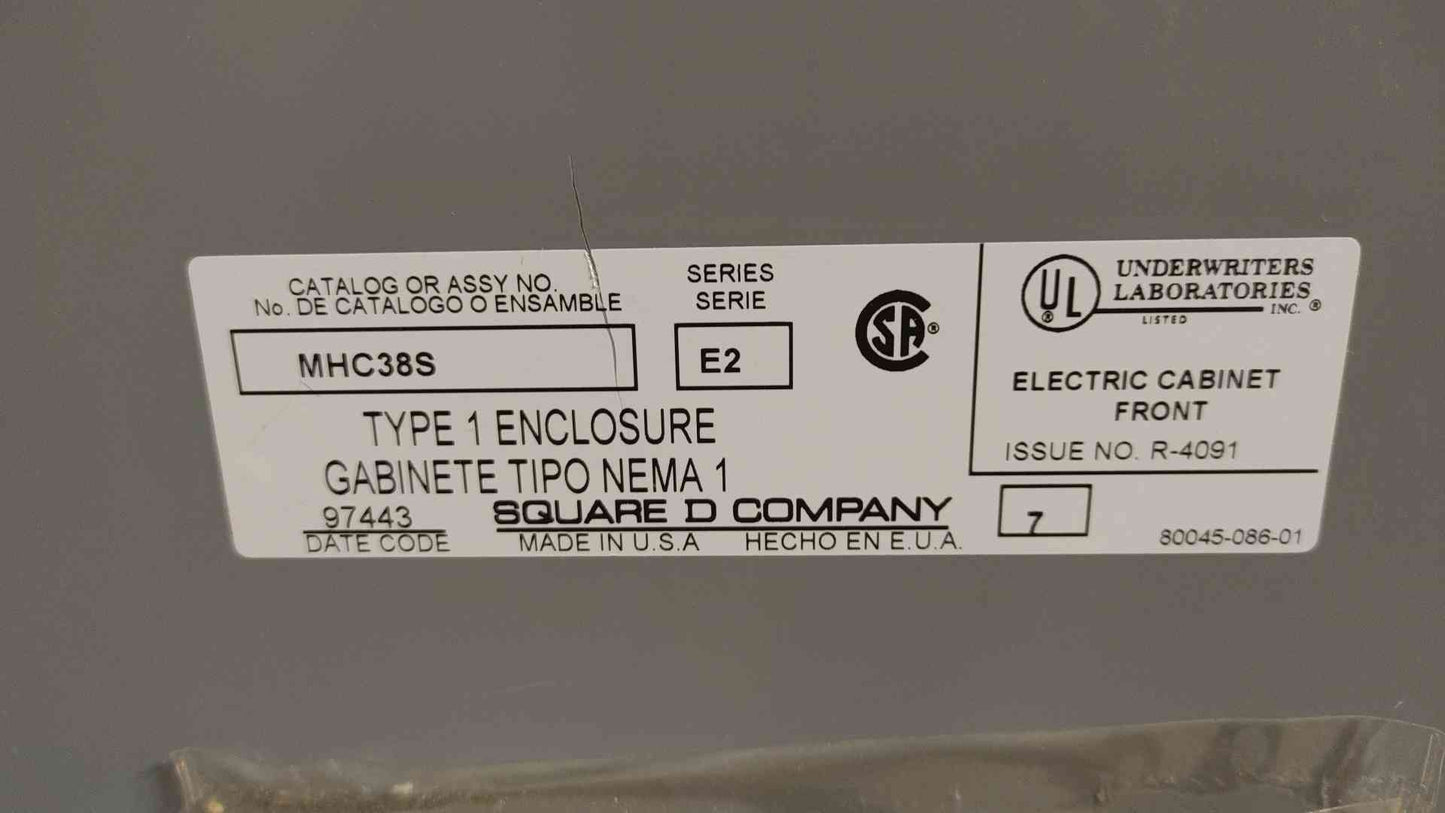 CATALOG OR ASSY NO.
No. DE CATALOGO O ENSAMBLE
MHC38S
SERIES
SERIE
E2
TYPE 1 ENCLOSURE
GABINETE TIPO NEMA 1
97443
DATE CODE
SQUARE D COMPANY
MADE IN U.S.A HECHO EN E.U.A.
SA®
UL®
UNDERWRITERS
LABORATORIES
INC.®
LISTED
ELECTRIC CABINET
FRONT
ISSUE NO. R-4091
7
80045-086-01